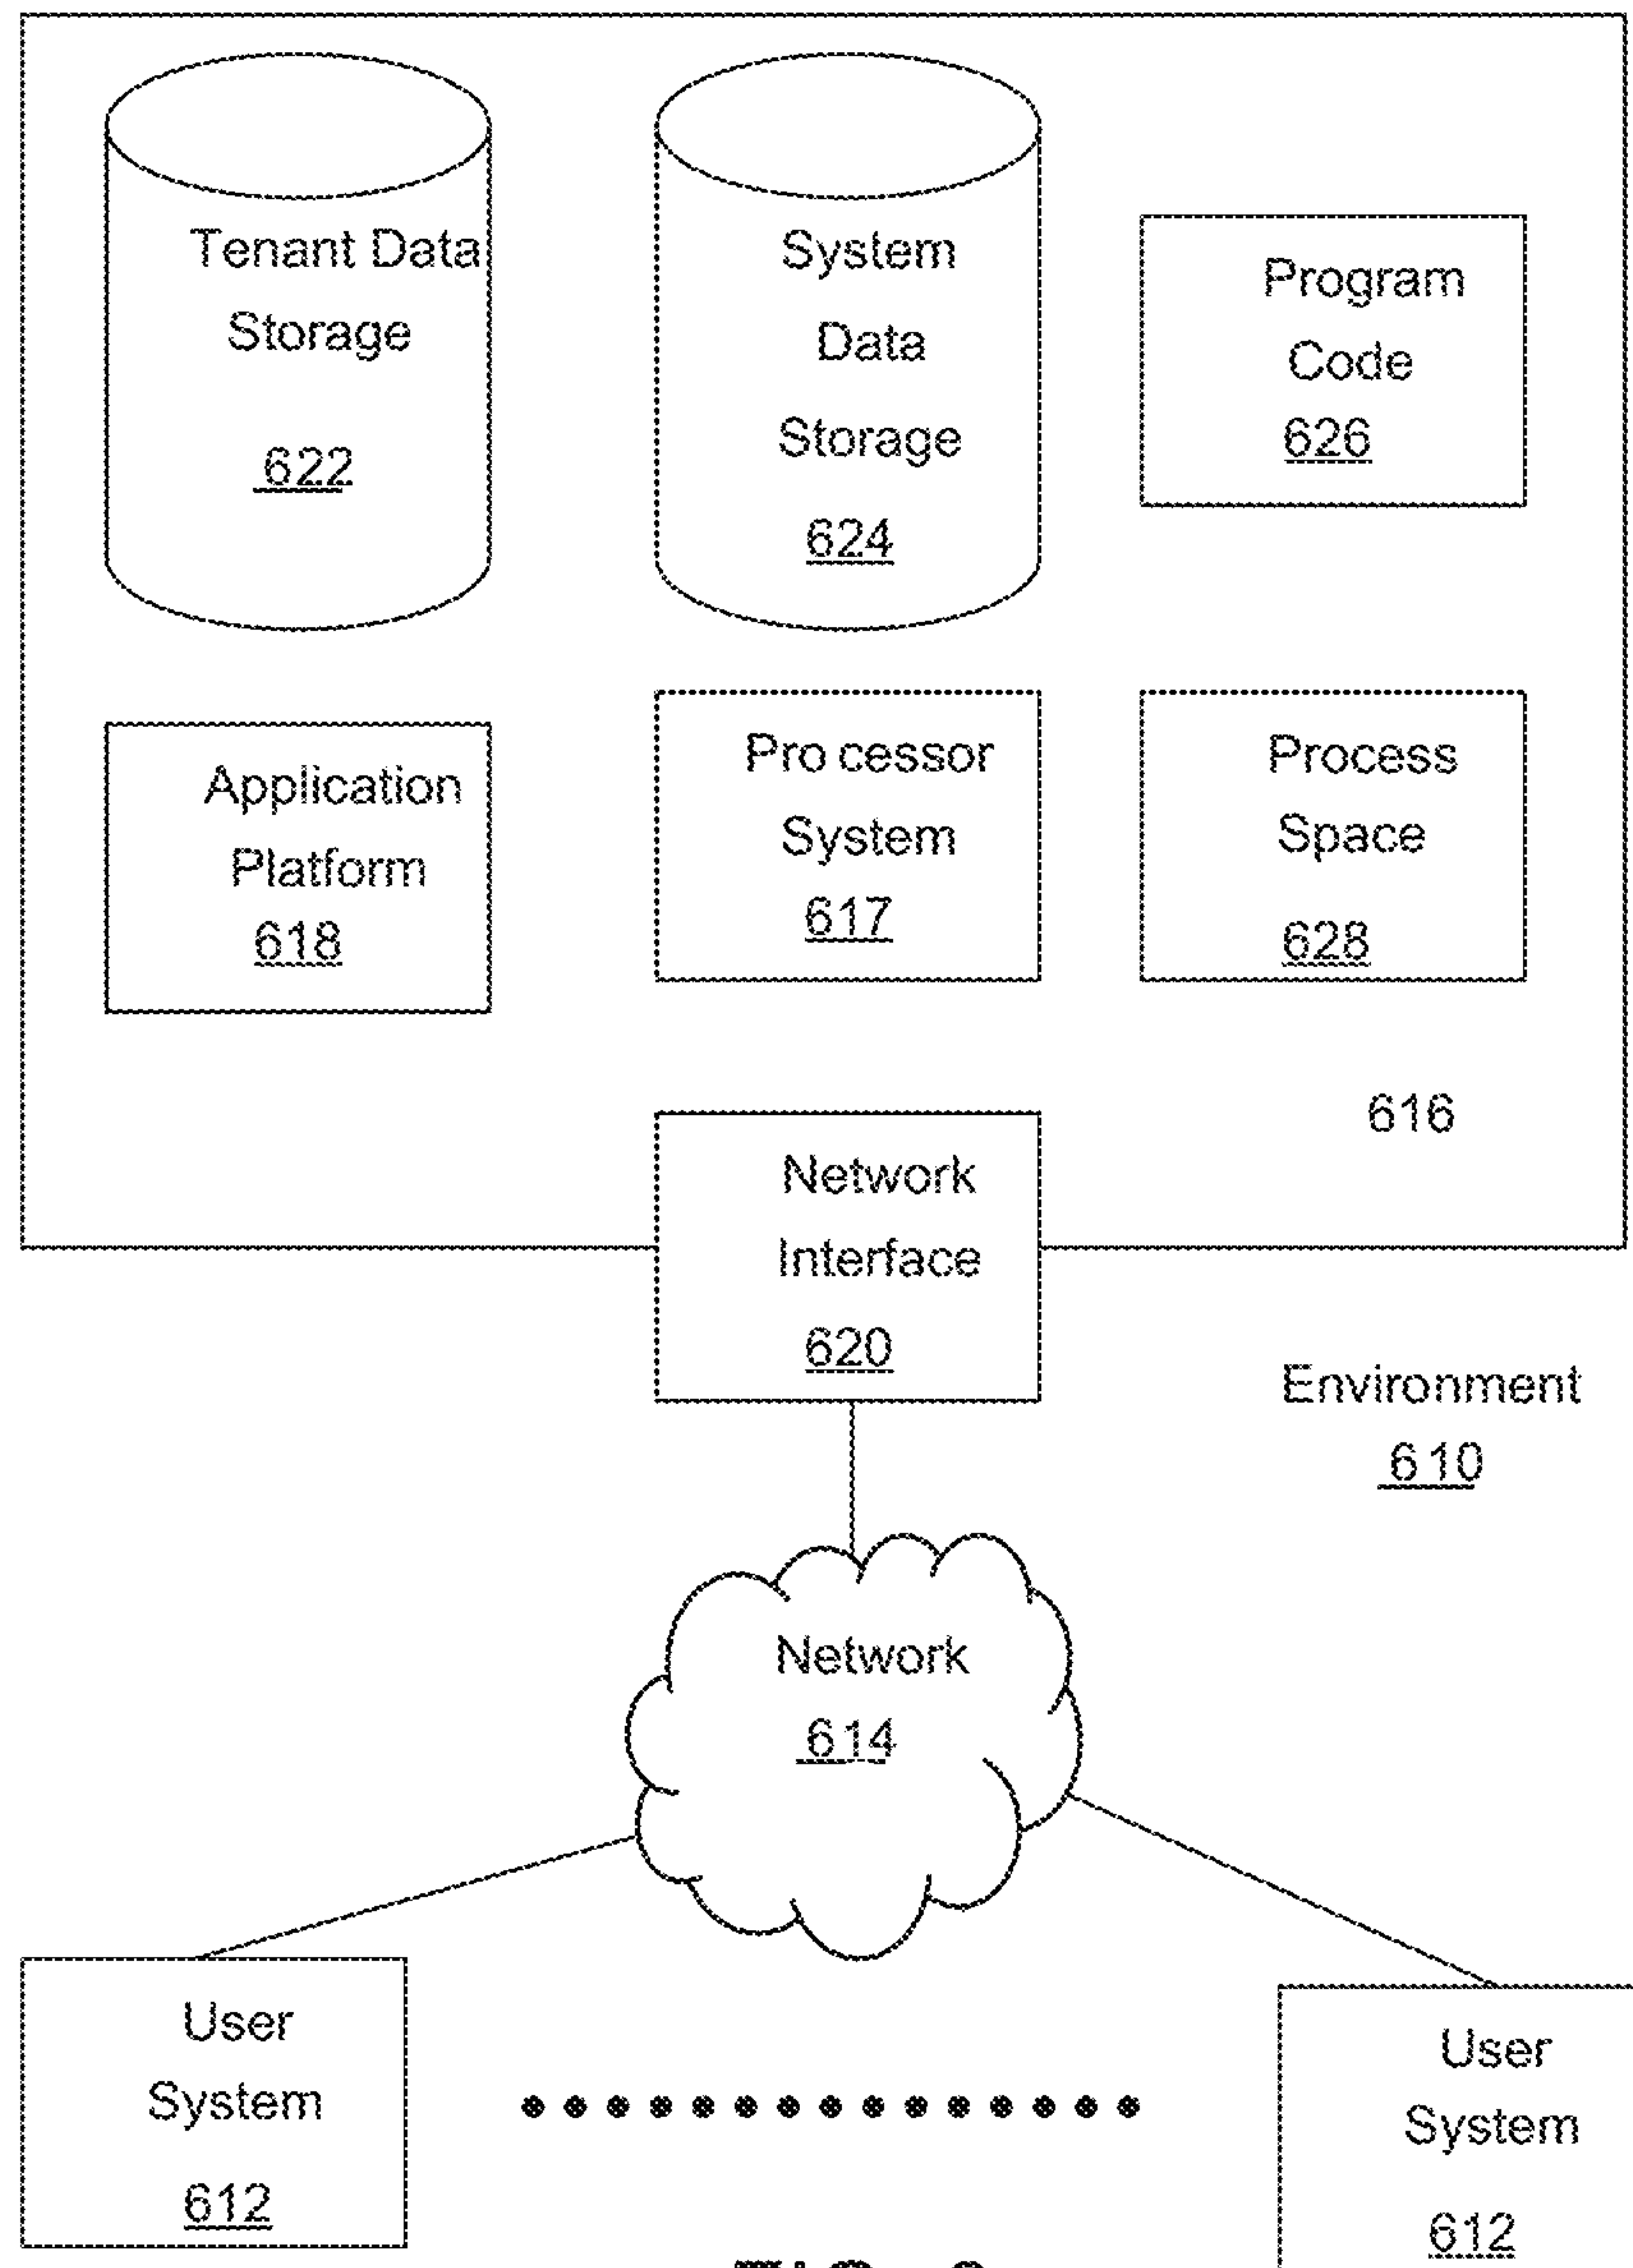 Tenant Data
Storage
622
System
Data
Storage
624
Program
Code
626
Application
Platform
618
Pro cessor
System
617
Process
Space
628
616
Network
Interface
620
Environment
610
Network
614
User
System
612
User
System
612